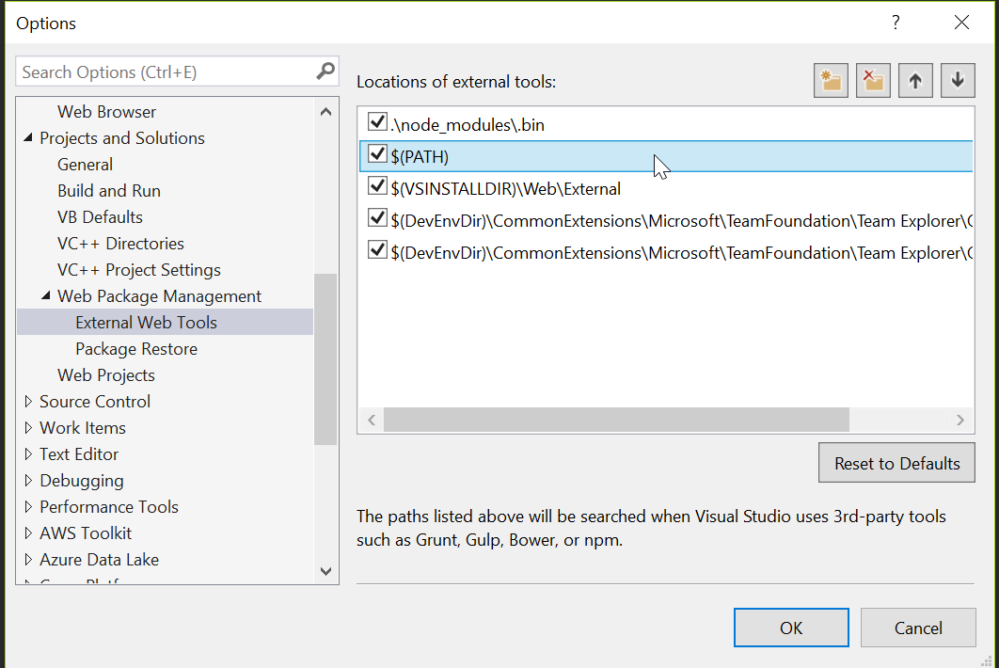 Options
?
Search Options (Ctrl+E)
Web Browser
Projects and Solutions
General
Build and Run
VB Defaults
VC++ Directories
VC++ Project Settings
Web Package Management
External Web Tools
Package Restore
Web Projects
Source Control
Work Items
Text Editor
Debugging
Performance Tools
AWS Toolkit
Azure Data Lake
Locations of external tools:
.\node_modules\.bin
$(PATH)
$(VSINSTALLDIR)\Web\External
$(DevEnvDir)\CommonExtensions\Microsoft\TeamFoundation\Team Explorer\
$(DevEnvDir)\CommonExtensions\Microsoft\TeamFoundation\Team Explorer\
Reset to Defaults
The paths listed above will be searched when Visual Studio uses 3rd-party tools
such as Grunt, Gulp, Bower, or npm.
OK
Cancel